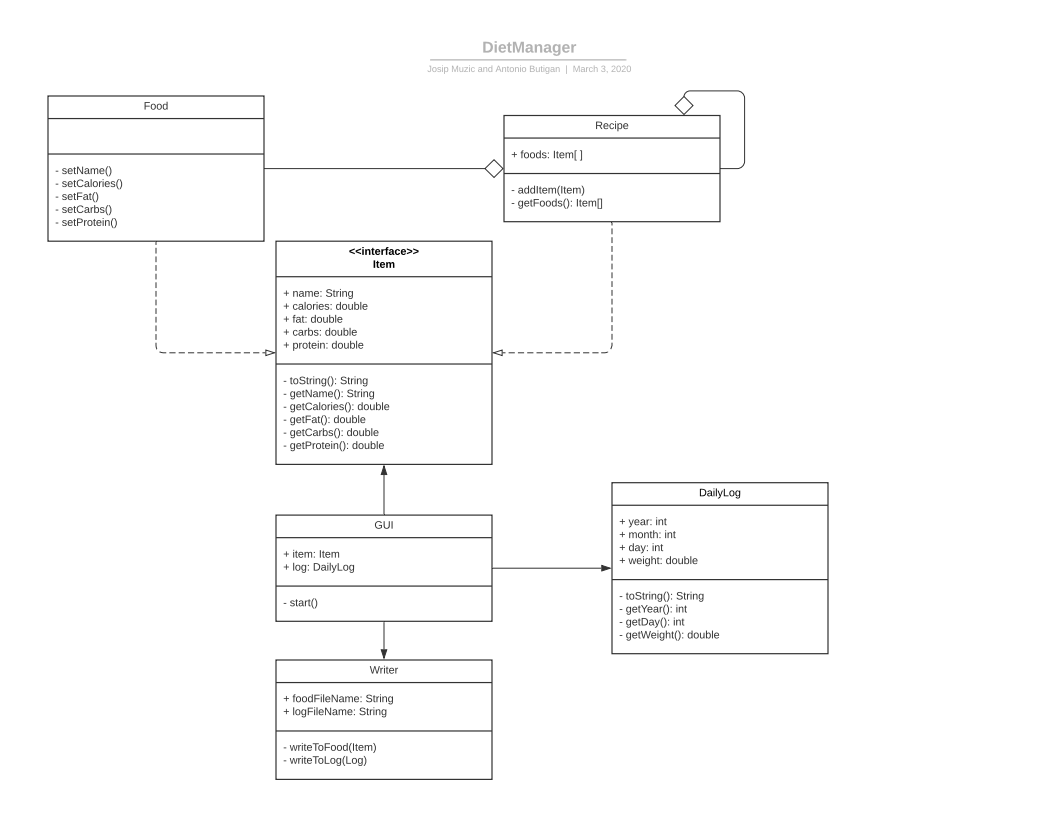 DietManager
Josip Muzic and Antonio Butigan | March 3, 2020
Food
- setName()
- setCalories()
- setFat()
- setCarbs()
- setProtein()
Recipe
+ foods: Item[ ]
- addItem(Item)
- getFoods(): Item[]
<<interface>>
Item
+ name: String
+ calories: double
+ fat: double
+ carbs: double
+ protein: double
- toString(): String
- getName(): String
- getCalories(): double
- getFat(): double
- getCarbs(): double
- getProtein(): double
GUI
+ item: Item
+ log: DailyLog
- start()
DailyLog
+ year: int
+ month: int
+ day: int
+ weight: double
- toString(): String
- getYear(): int
- getDay(): int
- getWeight(): double
Writer
+ foodFileName: String
+ logFileName: String
- writeToFood(Item)
- writeToLog(Log)